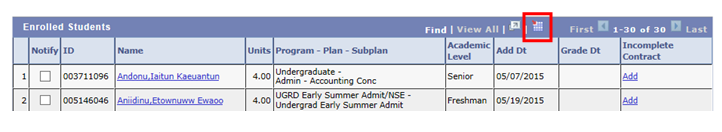 Enrolled Students Find | View All | | First 1-30 of 30 Last
Notify ID Name Units Program - Plan - Subplan Academic Level Add Dt Grade Dt Incomplete Contract
1 003711096 Andonu,Iaitun Kaeuantun 4.00 Undergraduate - Admin - Accounting Conc Senior 05/07/2015 Add
2 005146046 Aniidinu,Etownuww Ewaoo 4.00 UGRD Early Summer Admit/NSE - Undergrad Early Summer Admit Freshman 05/19/2015 Add